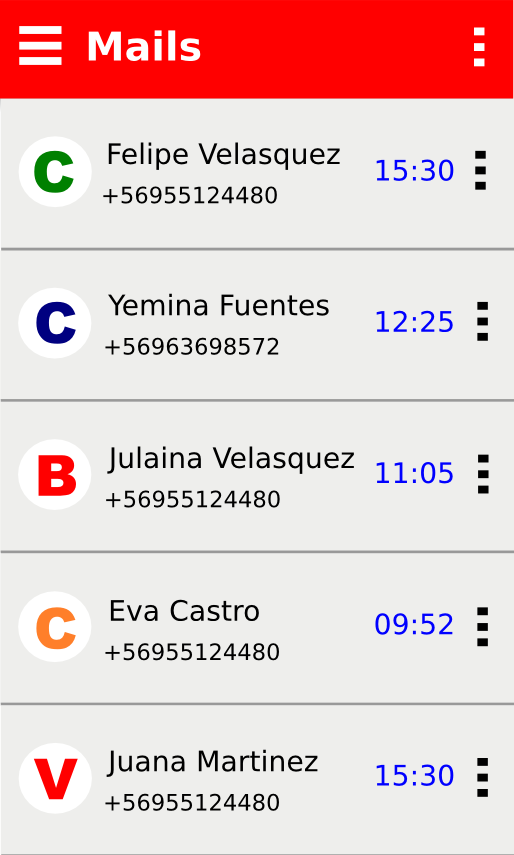 Mails
C
Felipe Velasquez
+56955124480
15:30
C
Yemina Fuentes
+56963698572
12:25
B
Julaina Velasquez
+56955124480
11:05
C
Eva Castro
+56955124480
09:52
V
Juana Martinez
+56955124480
15:30